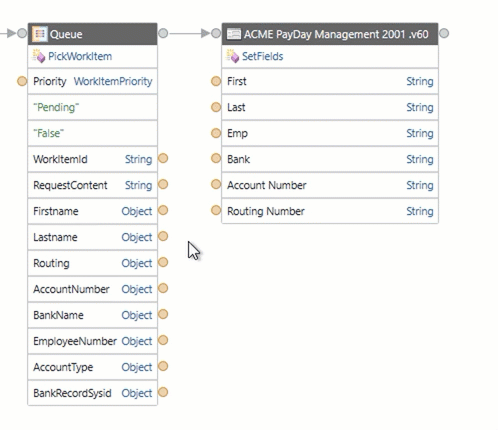 Queue
PickWorkItem
Priority WorkItemPriority
"Pending"
"False"
WorkItemId String
RequestContent String
Firstname Object
Lastname Object
Routing Object
AccountNumber Object
BankName Object
EmployeeNumber Object
AccountType Object
BankRecordSysid Object
ACME PayDay Management 2001 .v60
SetFields
First String
Last String
Emp String
Bank String
Account Number String
Routing Number String